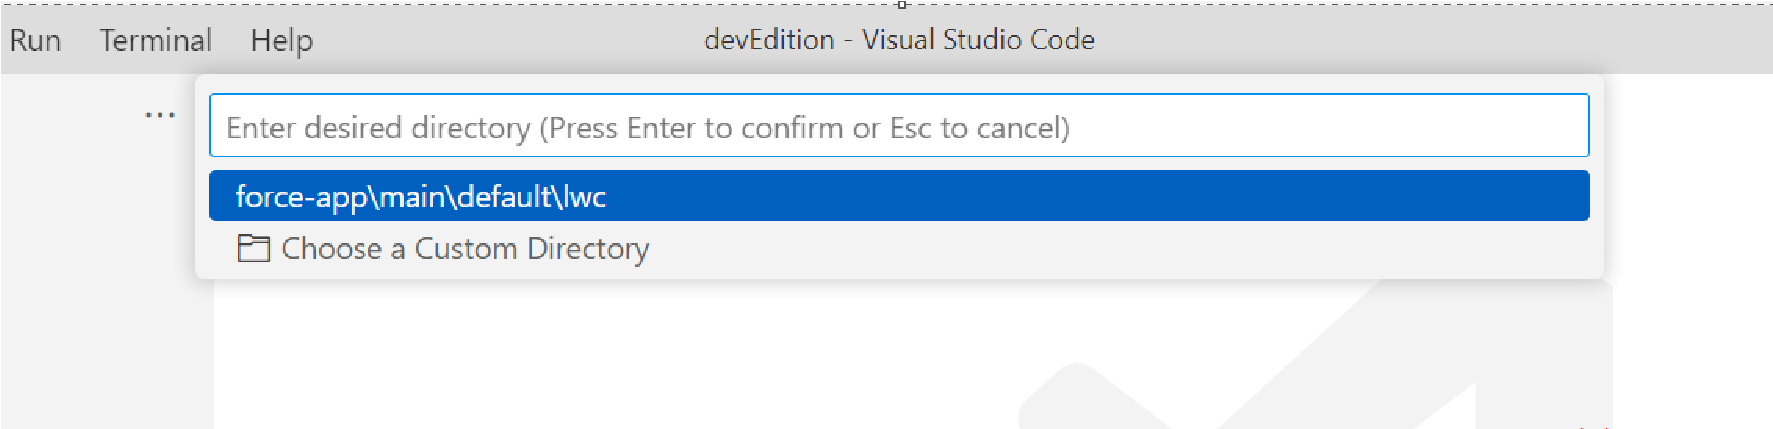 Run Terminal Help devEdition - Visual Studio Code
...
Enter desired directory (Press Enter to confirm or Esc to cancel)
force-app\main\default\lwc
Choose a Custom Directory